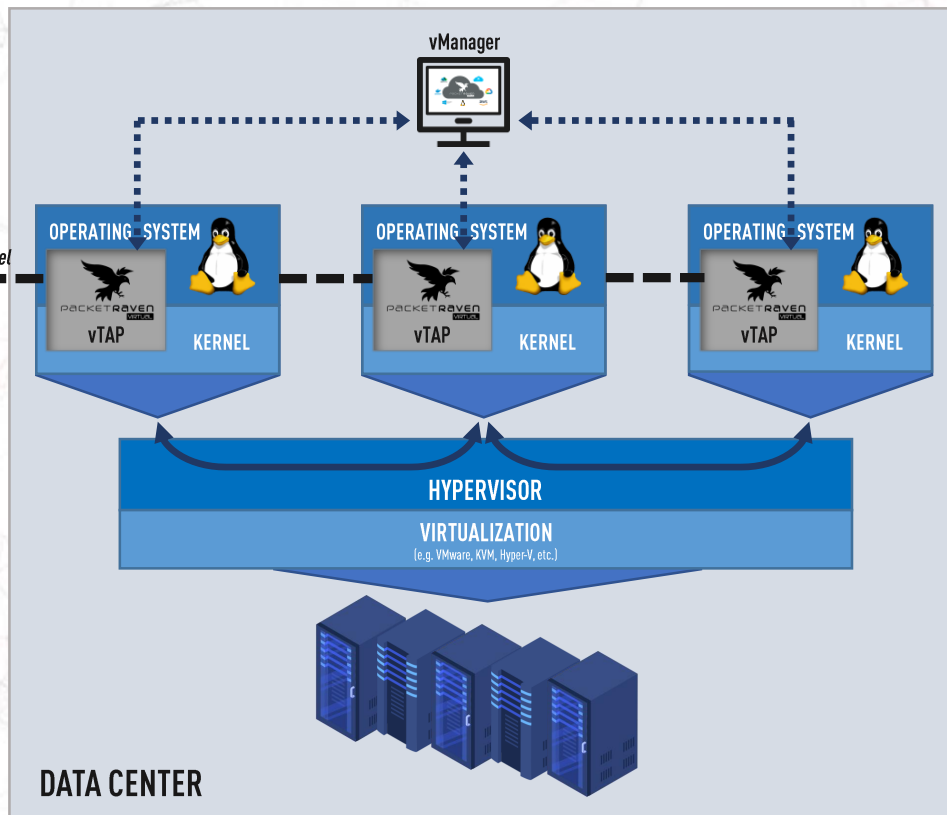 vManager
OPERATING SYSTEM
OPERATING SYSTEM
OPERATING SYSTEM
el
PACKETRAVEN
VIRTUAL
vTAP
KERNEL
PACKETRAVEN
VIRTUAL
vTAP
KERNEL
PACKETRAVEN
VIRTUAL
vTAP
KERNEL
HYPERVISOR
VIRTUALIZATION
(e.g. VMware, KVM, Hyper-V, etc.)
DATA CENTER